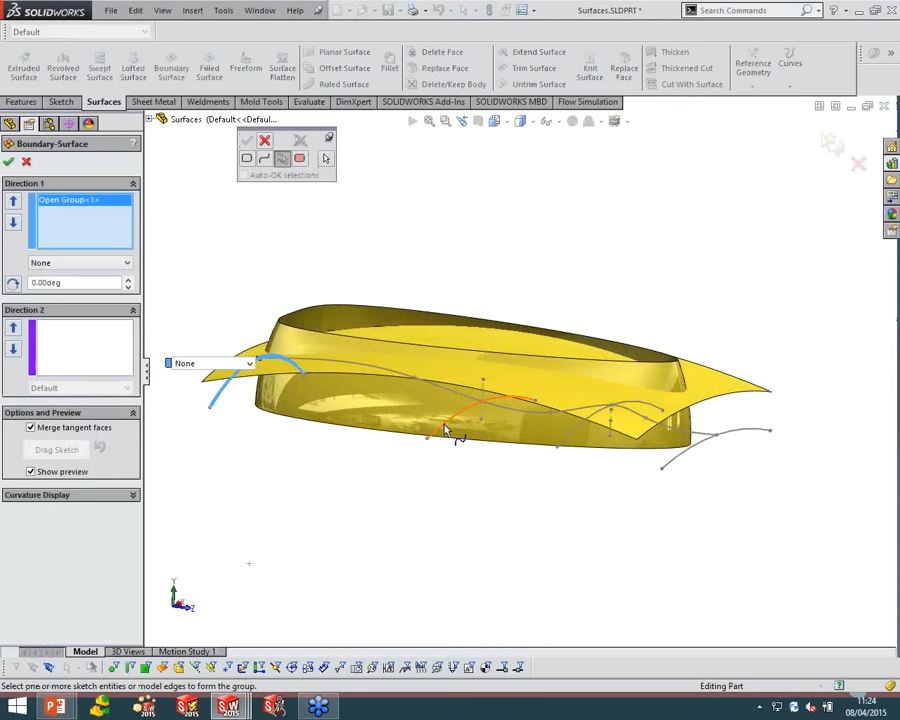 SOLIDWORKS File Edit View Insert Tools Window Help Surfaces.SLDPRT * Search Commands
Default
Extruded Surface
Revolved Surface
Swept Surface
Lofted Surface
Boundary Surface
Filled Surface
Freeform
Surface Flatten
Planar Surface
Offset Surface
Ruled Surface
Fillet
Delete Face
Replace Face
Delete/Keep Body
Extend Surface
Trim Surface
Untrim Surface
Knit Surface
Replace Face
Thicken
Thickened Cut
Cut With Surface
Reference Geometry
Curves
Features Sketch Surfaces Sheet Metal Weldments Mold Tools Evaluate DimXpert SOLIDWORKS Add-Ins SOLIDWORKS MBD Flow Simulation
Surfaces (Default<<Defaul...
Boundary-Surface ?
Auto-OK selections
Direction 1
Open Group<1>
None
0.00deg
Direction 2
Default
None
Options and Preview
Merge tangent faces
Drag Sketch
Show preview
Curvature Display
Y
Z
Model 3D Views Motion Study 1
Select one or more sketch entities or model edges to form the group. Editing Part
2015 2015 2015
11:24
08/04/2015